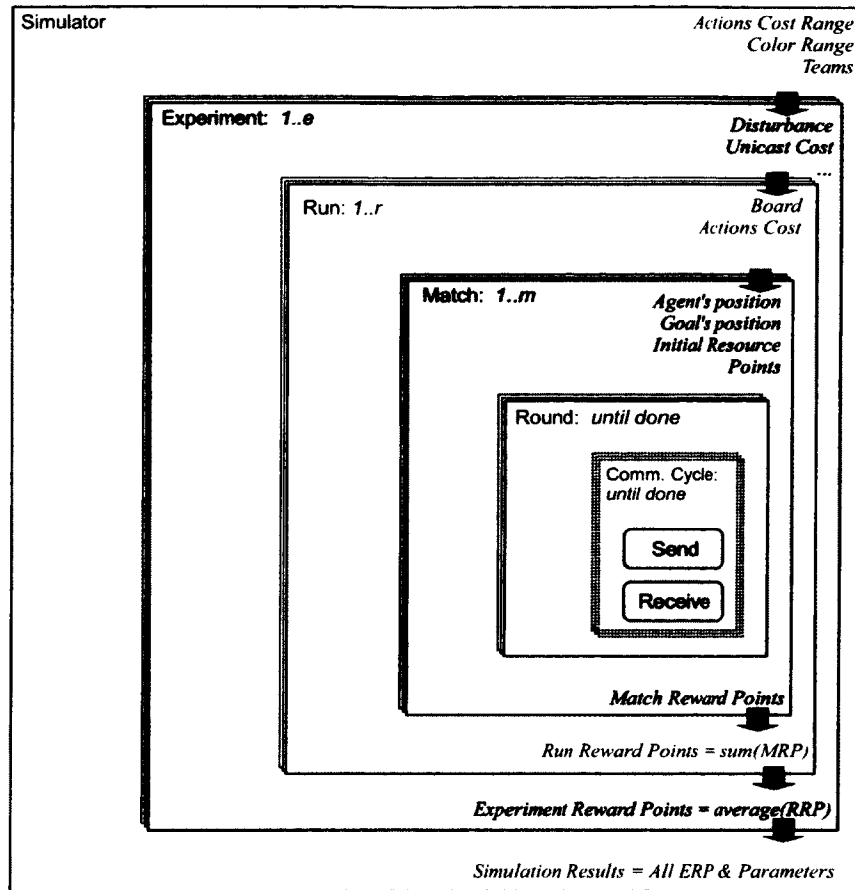 Simulator
Actions Cost Range
Color Range
Teams
Experiment: 1..e
Disturbance
Unicast Cost
...
Run: 1..r
Board
Actions Cost
Match: 1..m
Agent's position
Goal's position
Initial Resource
Points
Round: until done
Comm. Cycle:
until done
Send
Receive
Match Reward Points
Run Reward Points = sum(MRP)
Experiment Reward Points = average(RRP)
Simulation Results = All ERP & Parameters